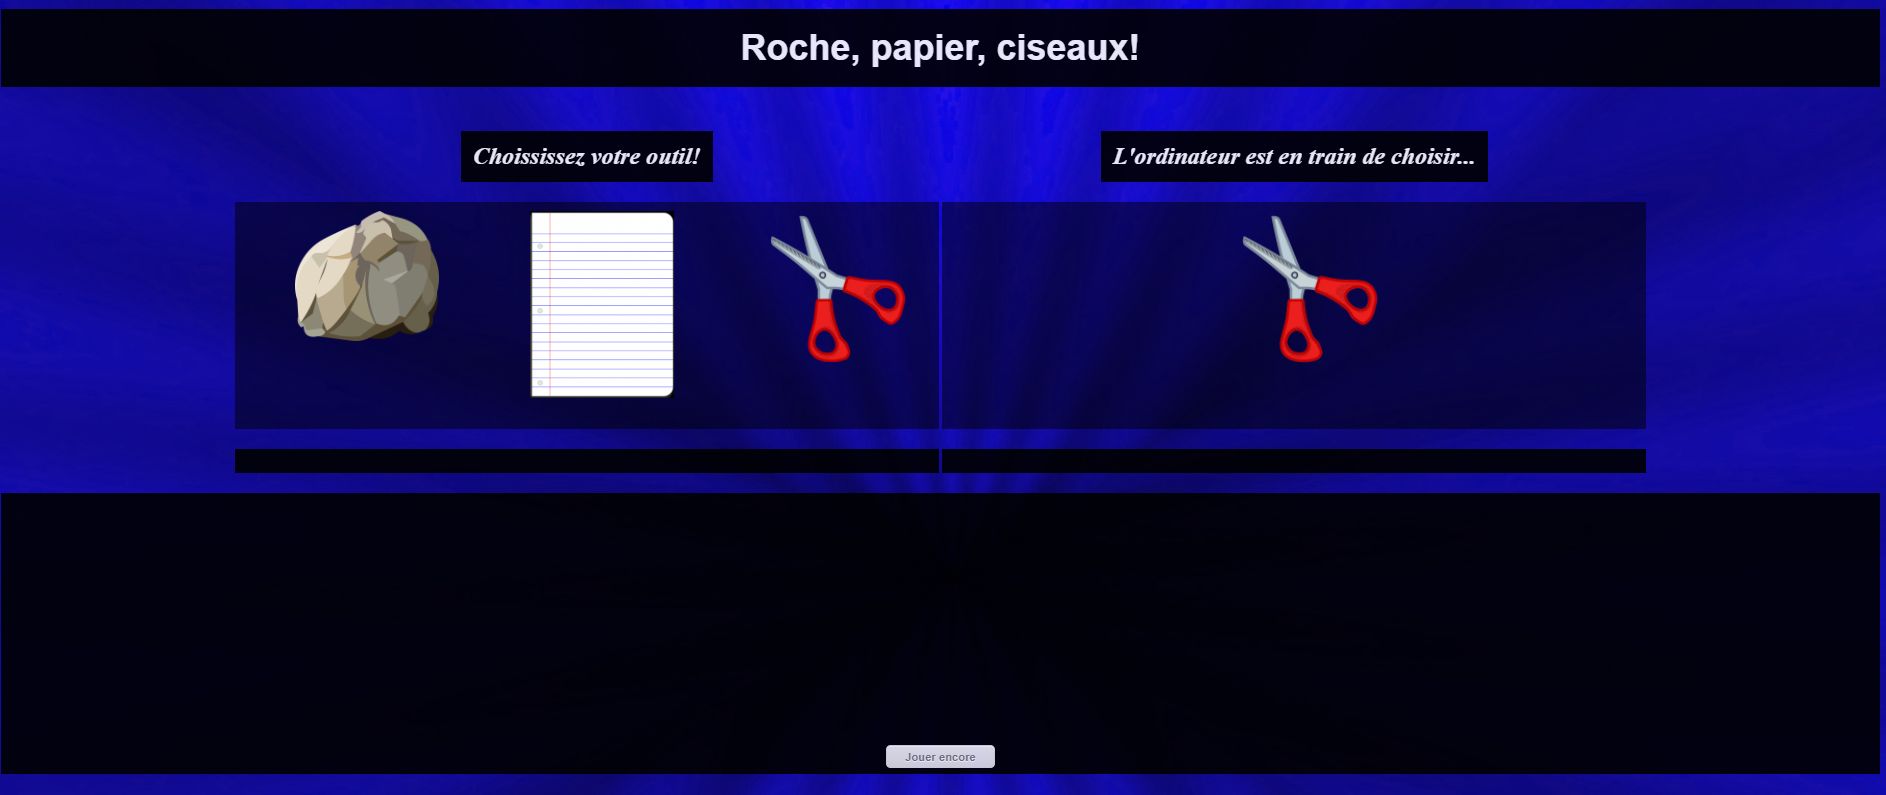 Roche, papier, ciseaux!
Choississez votre outil!
L'ordinateur est en train de choisir...
Jouer encore